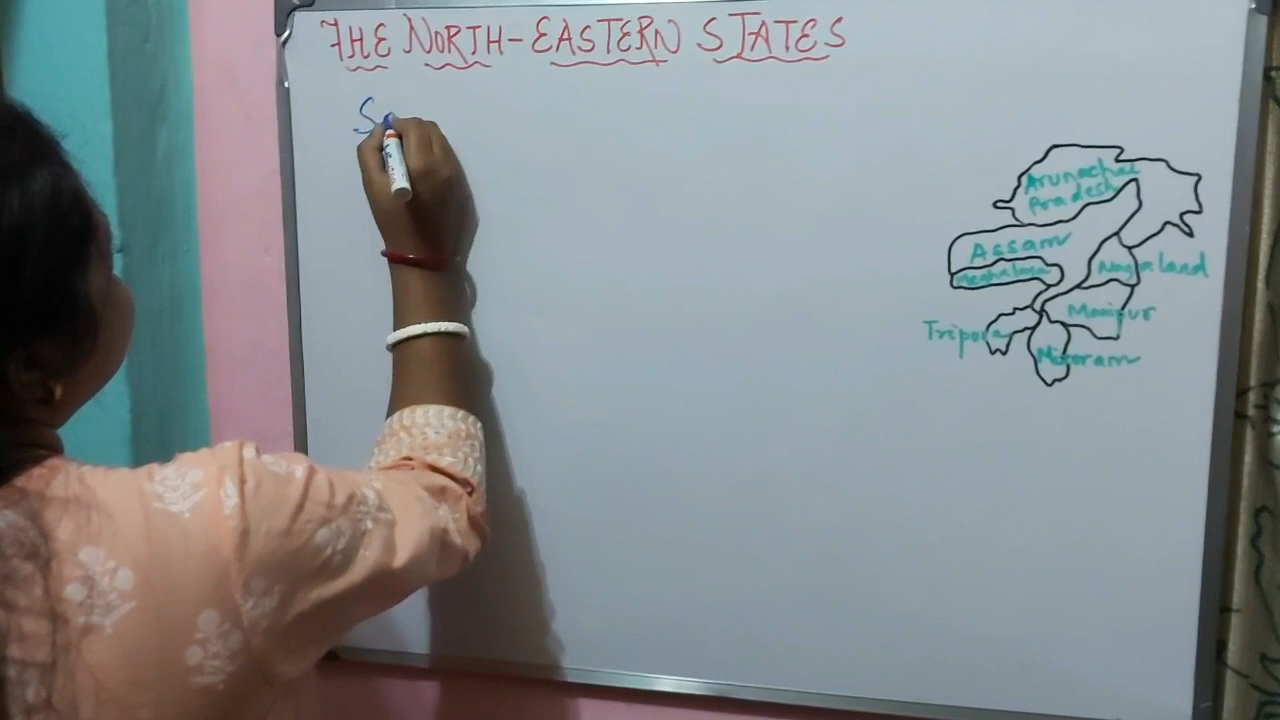 THE NORTH-EASTERN STATES
Arunachal
Pradesh
Assam
Meghalaya
Nagaland
Manipur
Tripura
Mizoram